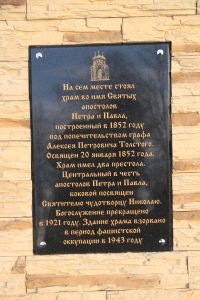 На сем месте стоял
храм во имя Святых
апостолов
Петра и Павла,
построенный в 1852 году
под попечительством графа
Алексея Петровича Толстого.
Освящен 20 января 1852 года.
Храм имел два престола.
Центральный в честь
апостолов Петра и Павла,
боковой посвящен
Святителю чудотворцу Николаю.
Богослужение прекращено
в 1921 году. Здание храма взорвано
в период фашистской
оккупации в 1943 году